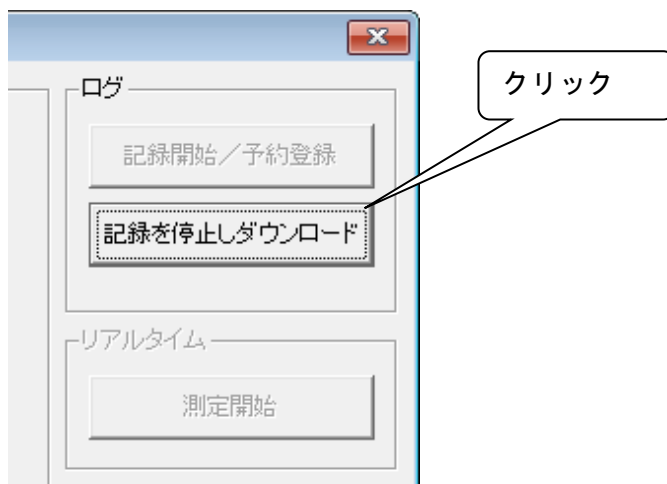 ログ
クリック
記録開始／予約登録
記録を停止しダウンロード
リアルタイム
測定開始